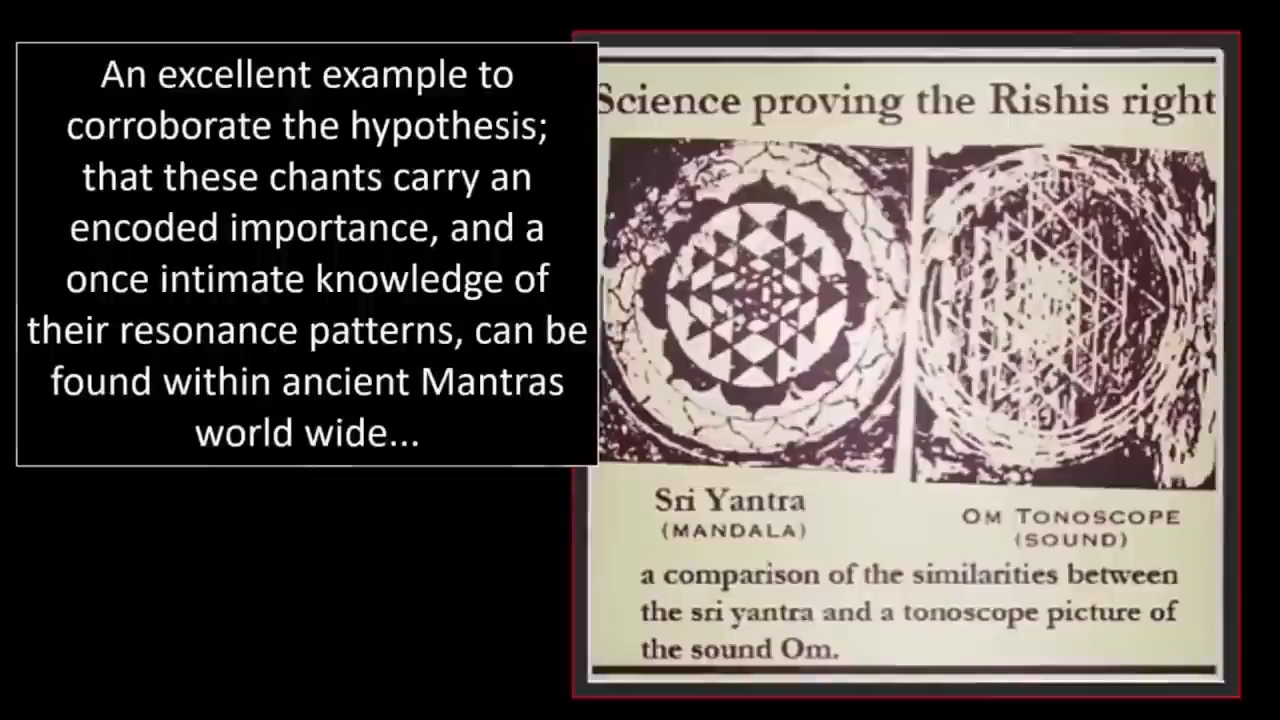 An excellent example to
corroborate the hypothesis;
that these chants carry an
encoded importance, and a
once intimate knowledge of
their resonance patterns, can be
found within ancient Mantras
world wide...
Science proving the Rishis right
Sri Yantra
(MANDALA)
OM TONOSCOPE
(SOUND)
a comparison of the similarities between
the sri yantra and a tonoscope picture of
the sound Om.